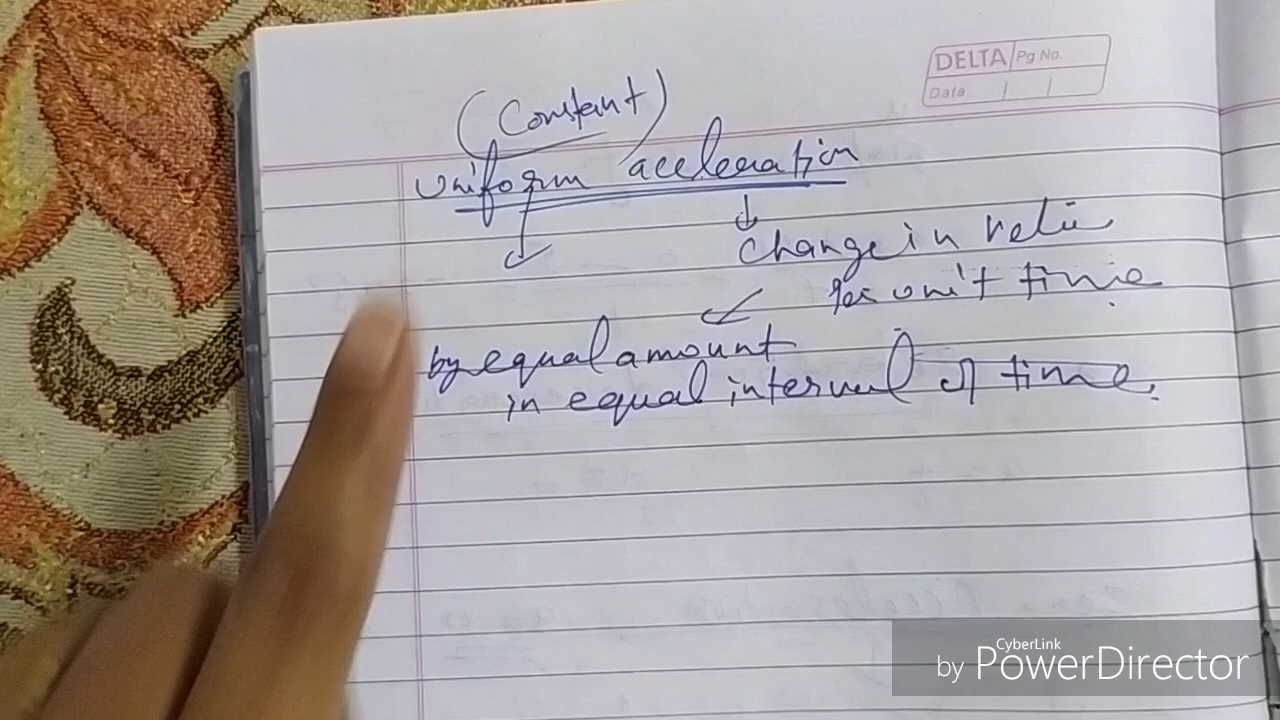 DELTA Pg No.
Date
(Constant)
uniform acceleration
change in velo
per unit time
by equal amount
in equal interval of time.
CyberLink
by PowerDirector